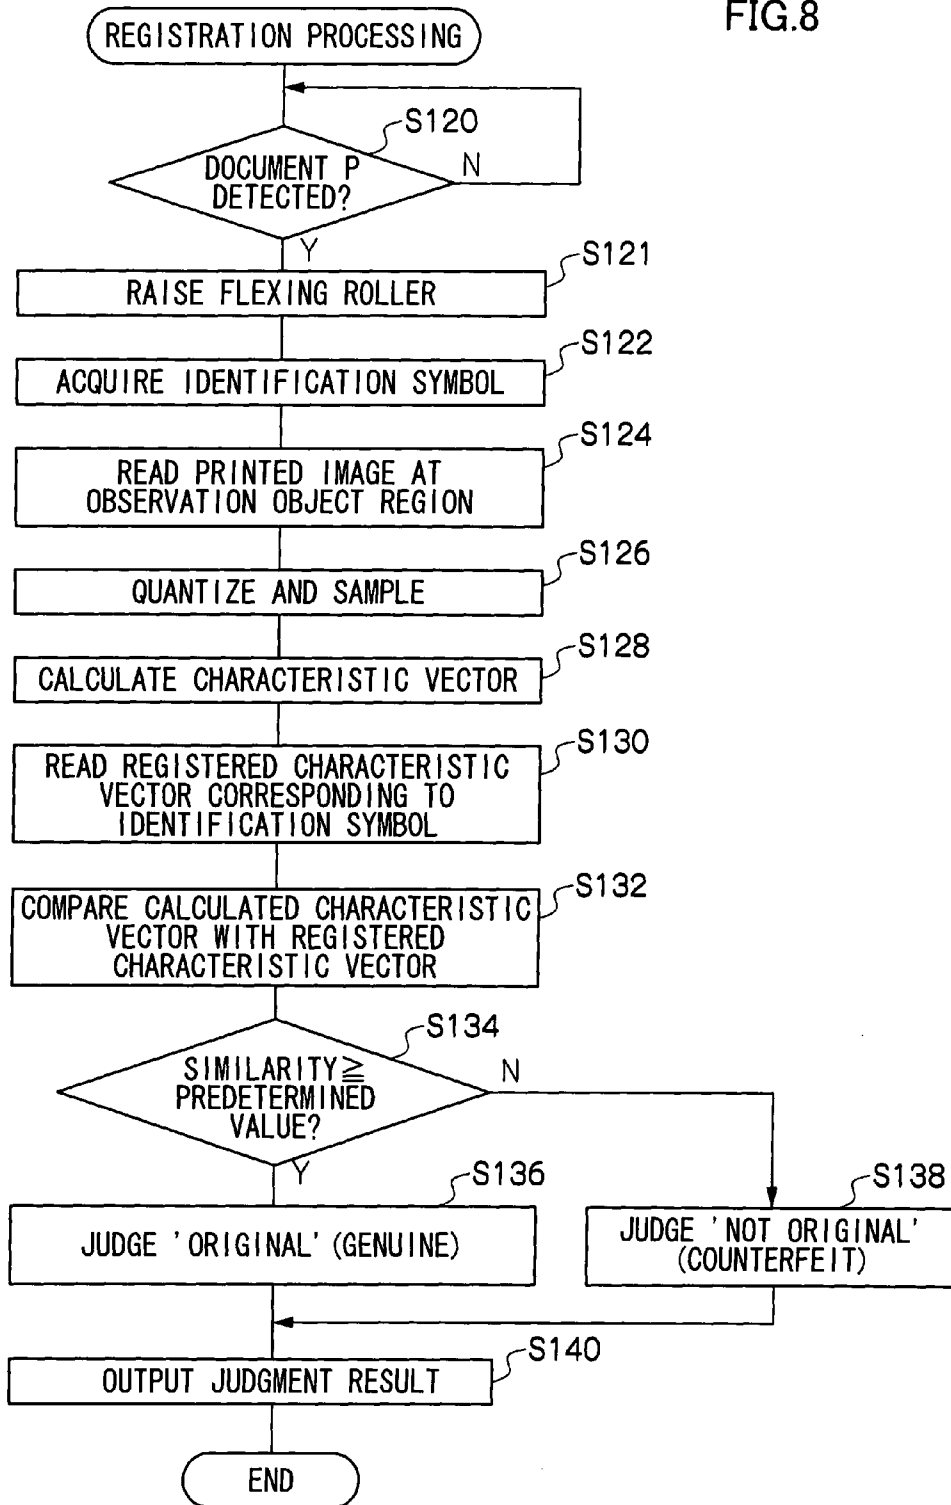 FIG.8
REGISTRATION PROCESSING
S120
DOCUMENT P
DETECTED?
N
Y
S121
RAISE FLEXING ROLLER
S122
ACQUIRE IDENTIFICATION SYMBOL
S124
READ PRINTED IMAGE AT
OBSERVATION OBJECT REGION
S126
QUANTIZE AND SAMPLE
S128
CALCULATE CHARACTERISTIC VECTOR
S130
READ REGISTERED CHARACTERISTIC
VECTOR CORRESPONDING TO
IDENTIFICATION SYMBOL
S132
COMPARE CALCULATED CHARACTERISTIC
VECTOR WITH REGISTERED
CHARACTERISTIC VECTOR
S134
SIMILARITY≧
PREDETERMINED
VALUE?
N
Y
S136
JUDGE 'ORIGINAL' (GENUINE)
S138
JUDGE 'NOT ORIGINAL'
(COUNTERFEIT)
S140
OUTPUT JUDGMENT RESULT
END